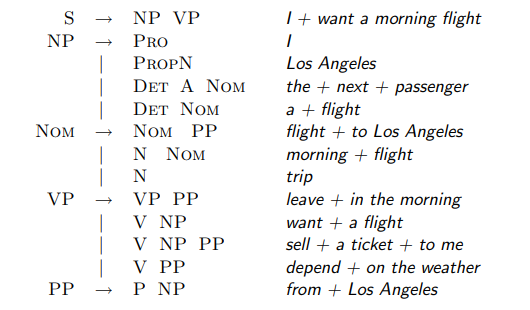 S → NP VP I + want a morning flight
NP → PRO I
| PROPN Los Angeles
| DET A NOM the + next + passenger
| DET NOM a + flight
NOM → NOM PP flight + to Los Angeles
| N NOM morning + flight
| N trip
VP → VP PP leave + in the morning
| V NP want + a flight
| V NP PP sell + a ticket + to me
| V PP depend + on the weather
PP → P NP from + Los Angeles